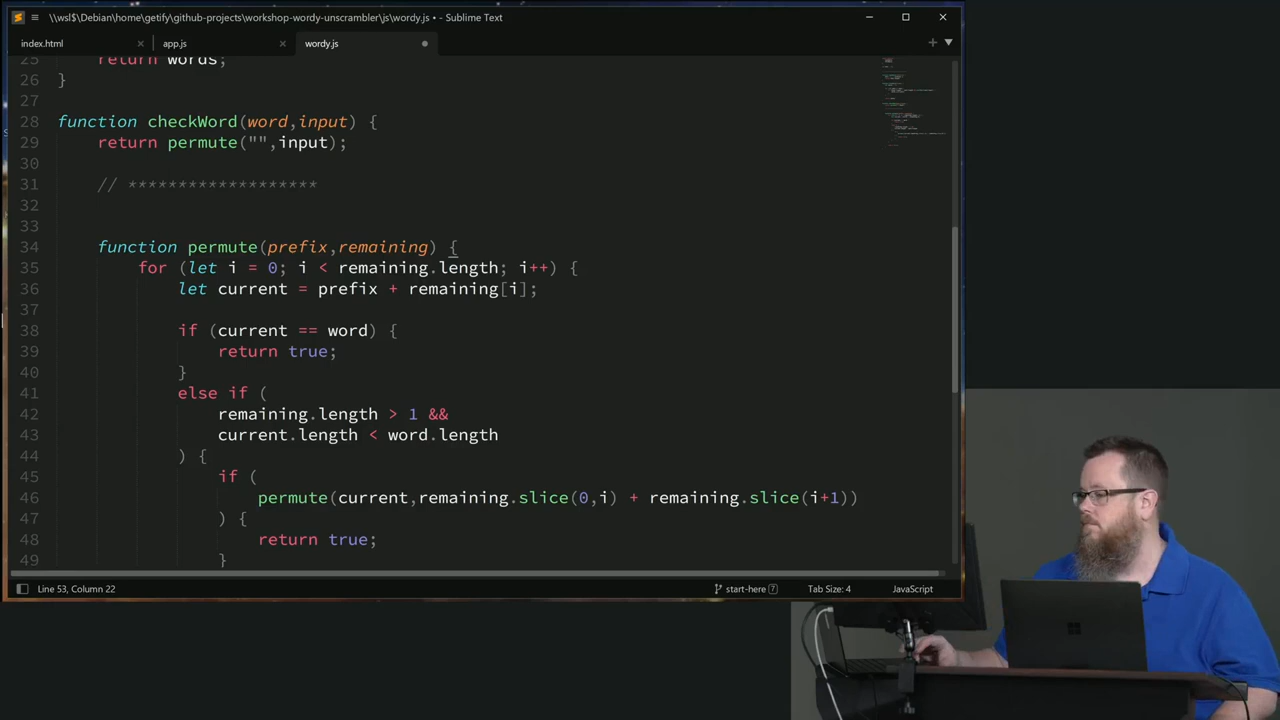 \\wsl$\Debian\home\getify\github-projects\workshop-wordy-unscrambler\js\wordy.js • - Sublime Text
index.html
app.js
wordy.js
25 return words;
26 }
27
28 function checkWord(word,input) {
29 return permute("",input);
30
31 // *******************
32
33
34 function permute(prefix,remaining) {
35 for (let i = 0; i < remaining.length; i++) {
36 let current = prefix + remaining[i];
37
38 if (current == word) {
39 return true;
40 }
41 else if (
42 remaining.length > 1 &&
43 current.length < word.length
44 ) {
45 if (
46 permute(current,remaining.slice(0,i) + remaining.slice(i+1))
47 ) {
48 return true;
49 }
Line 53, Column 22
start-here 7
Tab Size: 4
JavaScript